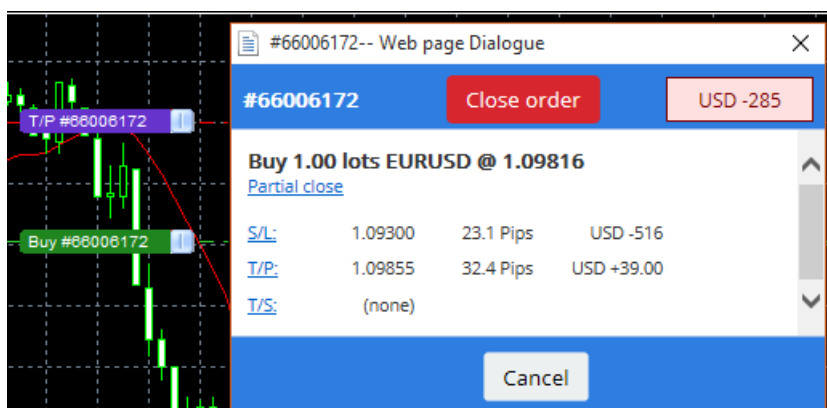 #66006172-- Web page Dialogue
#66006172 Close order USD -285
T/P #66006172
Buy 1.00 lots EURUSD @ 1.09816
Partial close
Buy #66006172
S/L: 1.09300 23.1 Pips USD -516
T/P: 1.09855 32.4 Pips USD +39.00
T/S: (none)
Cancel